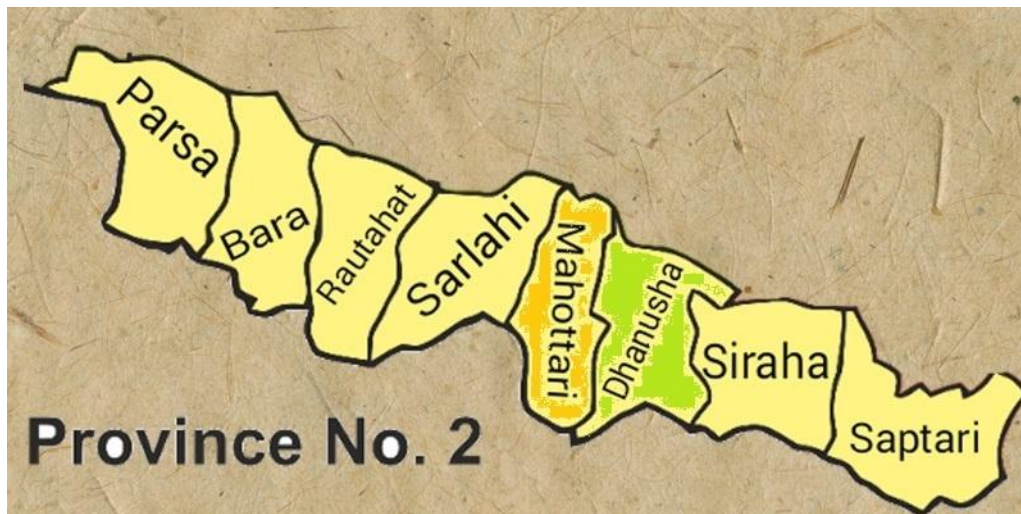 Parsa
Bara
Rautahat
Sarlahi
Mahottari
Dhanusha
Siraha
Saptari
Province No. 2